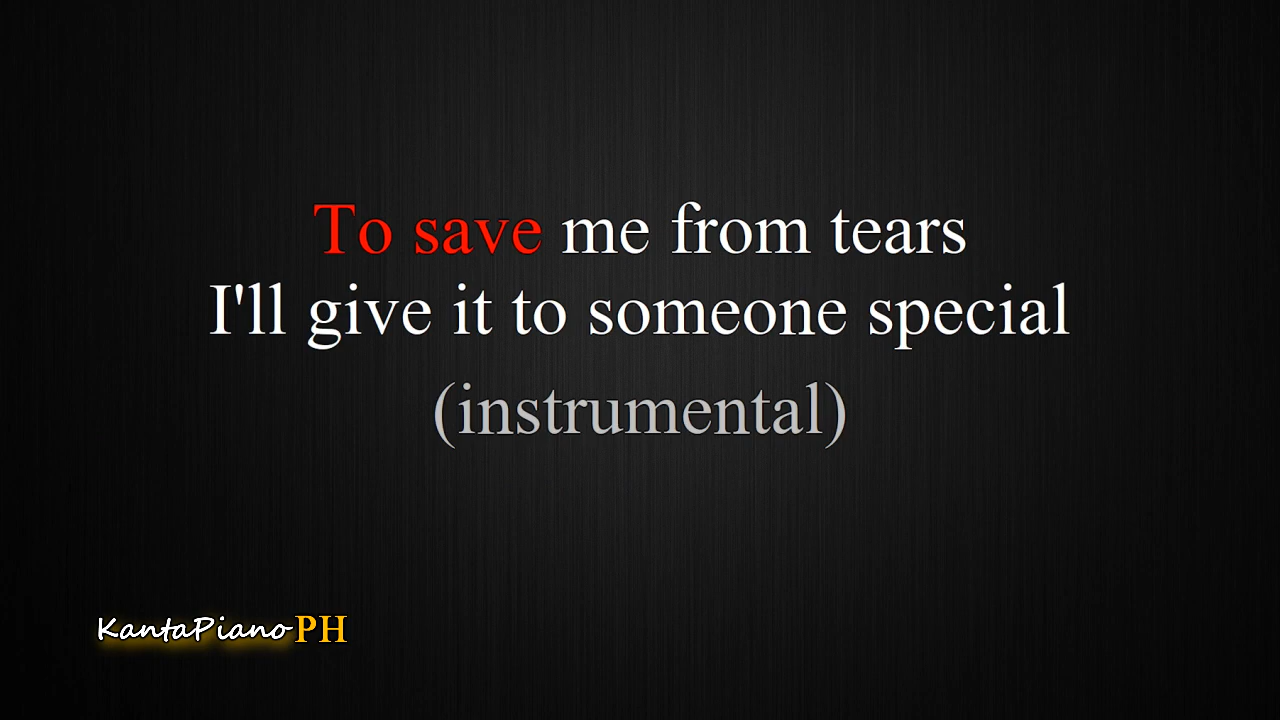 To save me from tears
I'll give it to someone special
(instrumental)
KantaPianoPH